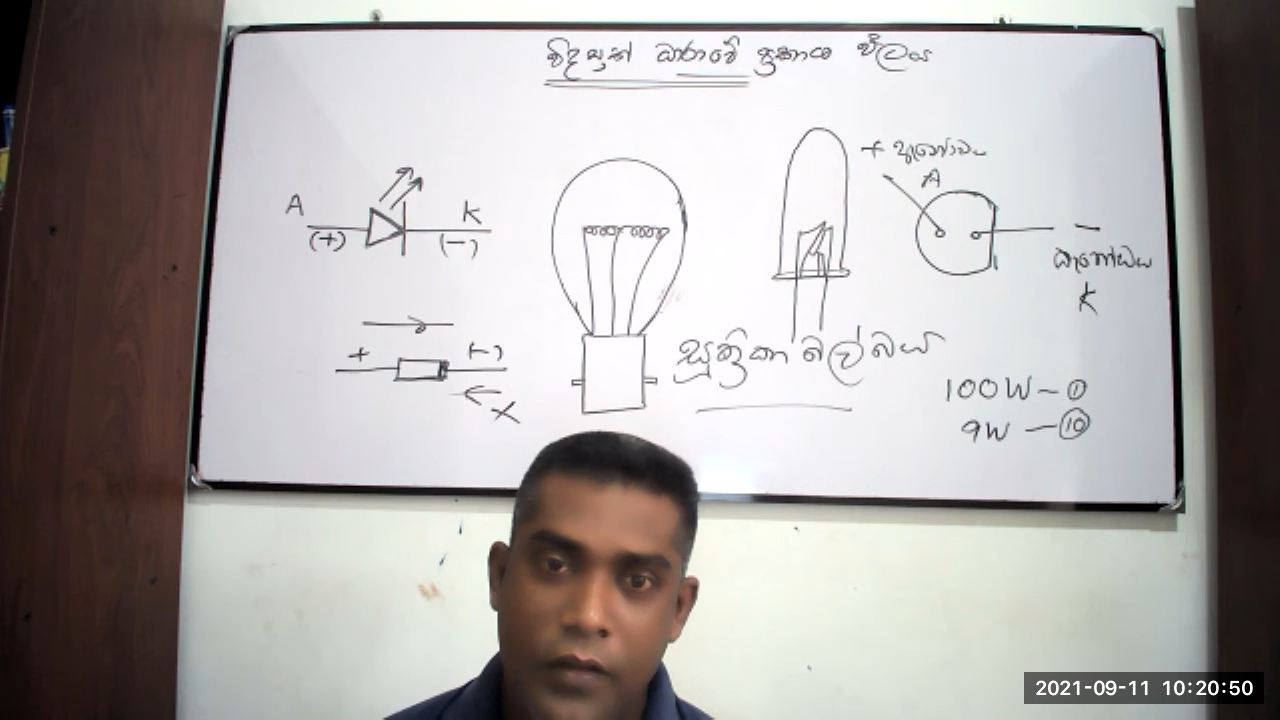 විද්‍යුත් ධාරාවේ ප්‍රකාශ ඵලය
A
K
(+)
(-)
+
(-)
+ ඇනෝඩය
A
-
කැතෝඩය
K
සූත්‍රිකා බල්බය
100W - ①
9W - ⑩
2021-09-11 10:20:50